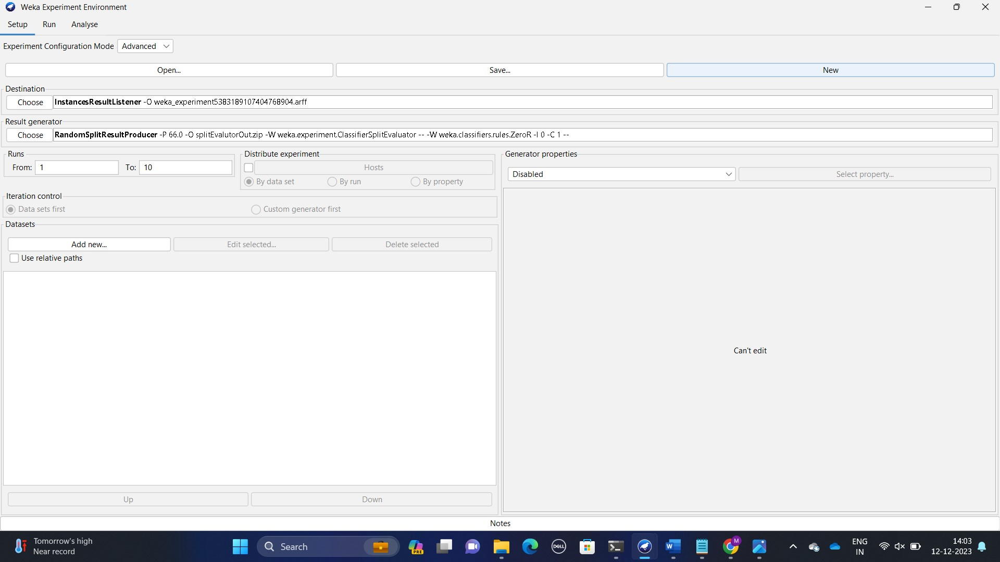 Weka Experiment Environment
Setup Run Analyse
Experiment Configuration Mode Advanced
Open... Save... New
Destination
Choose InstancesResultListener -O weka_experiment5383189107404768904.arff
Result generator
Choose RandomSplitResultProducer -P 66.0 -O splitEvalutorOut.zip -W weka.experiment.ClassifierSplitEvaluator -- -W weka.classifiers.rules.ZeroR -I 0 -C 1 --
Runs
From: 1 To: 10
Distribute experiment
Hosts
By data set By run By property
Generator properties
Disabled Select property...
Can't edit
Iteration control
Data sets first Custom generator first
Datasets
Add new... Edit selected... Delete selected
Use relative paths
Up Down
Notes
Tomorrow's high
Near record
Search
PRE
DELL
W
M
ENG
IN
14:03
12-12-2023